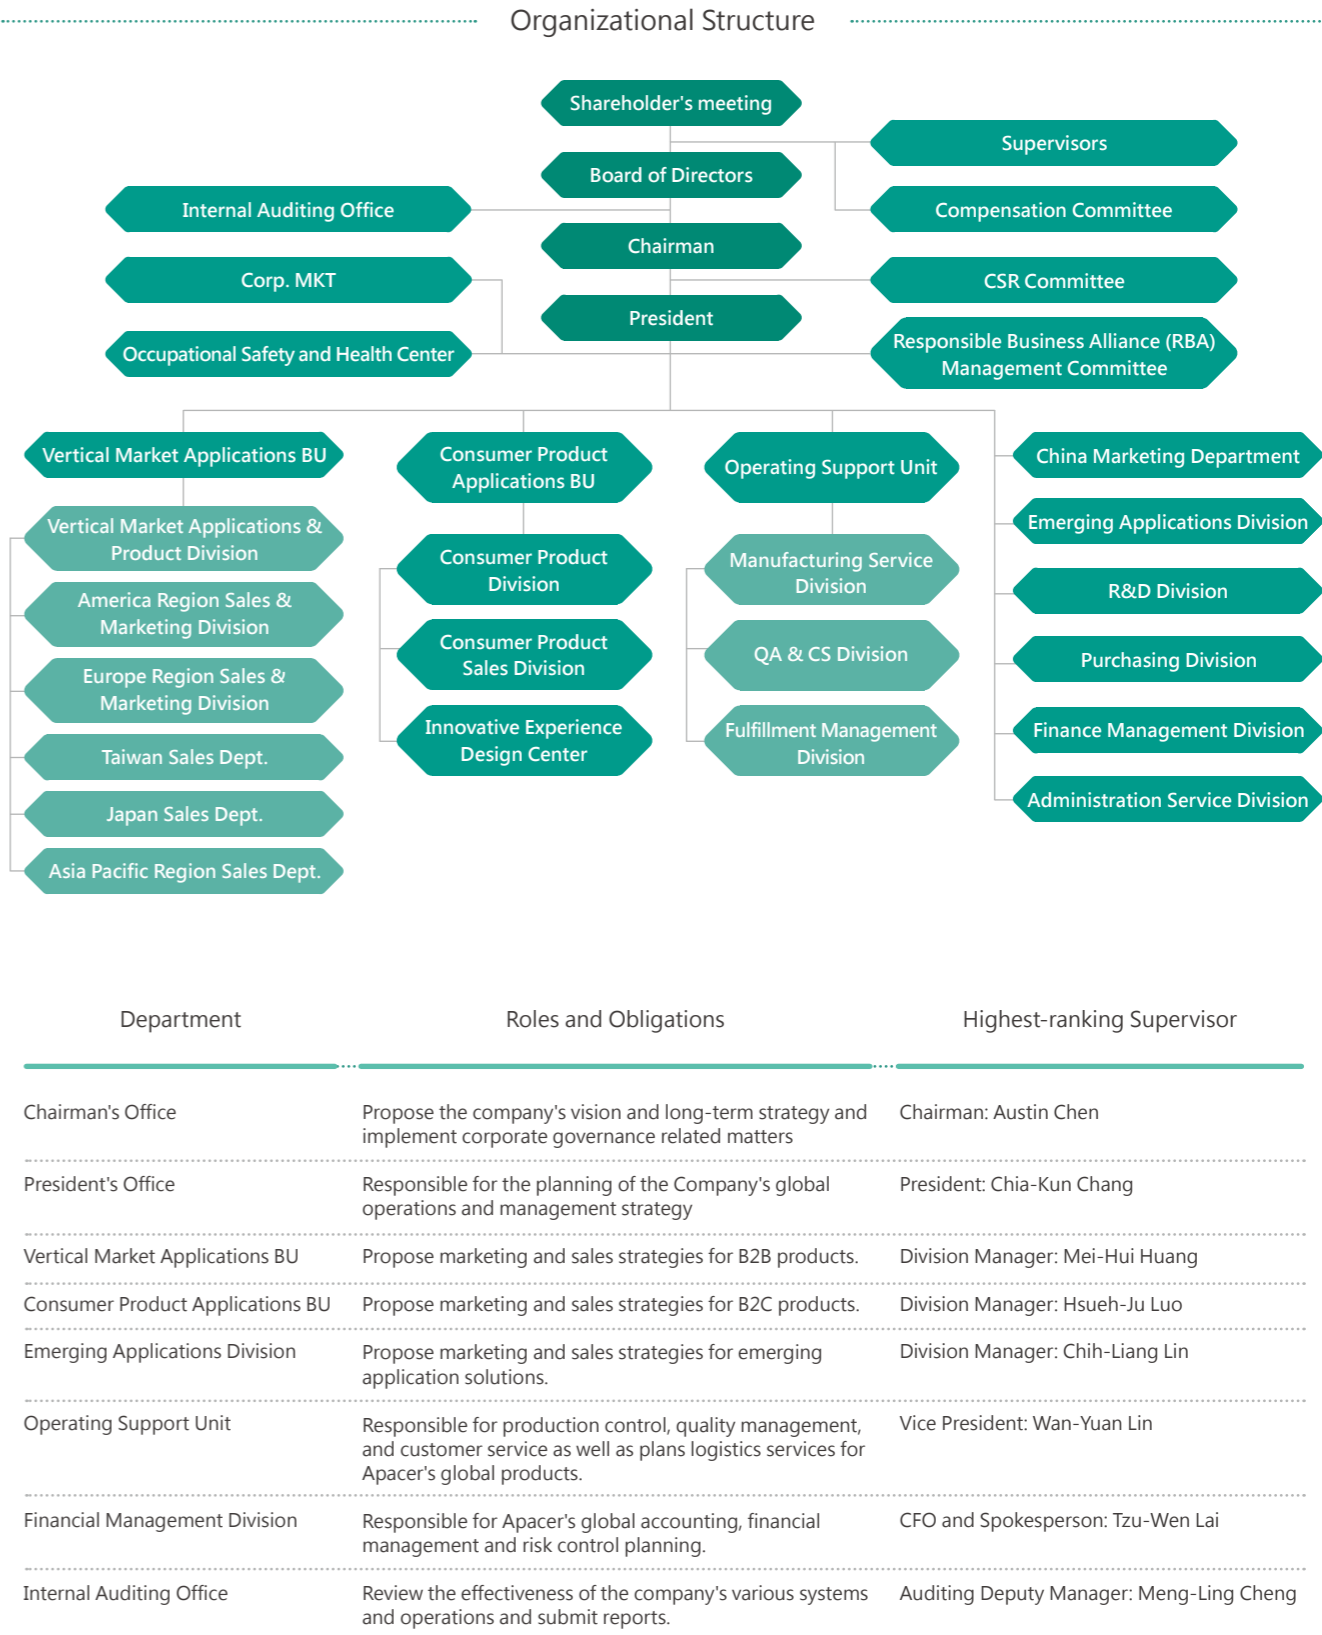 Organizational Structure
Shareholder's meeting
Supervisors
Board of Directors
Internal Auditing Office
Compensation Committee
Chairman
Corp. MKT
CSR Committee
President
Occupational Safety and Health Center
Responsible Business Alliance (RBA)
Management Committee
Vertical Market Applications BU
Vertical Market Applications &
Product Division
America Region Sales &
Marketing Division
Europe Region Sales &
Marketing Division
Taiwan Sales Dept.
Japan Sales Dept.
Asia Pacific Region Sales Dept.
Consumer Product
Applications BU
Consumer Product
Division
Consumer Product
Sales Division
Innovative Experience
Design Center
Operating Support Unit
Manufacturing Service
Division
QA & CS Division
Fulfillment Management
Division
China Marketing Department
Emerging Applications Division
R&D Division
Purchasing Division
Finance Management Division
Administration Service Division
Department
Roles and Obligations
Highest-ranking Supervisor
Chairman's Office
Propose the company's vision and long-term strategy and
implement corporate governance related matters
Chairman: Austin Chen
President's Office
Responsible for the planning of the Company's global
operations and management strategy
President: Chia-Kun Chang
Vertical Market Applications BU
Propose marketing and sales strategies for B2B products.
Division Manager: Mei-Hui Huang
Consumer Product Applications BU
Propose marketing and sales strategies for B2C products.
Division Manager: Hsueh-Ju Luo
Emerging Applications Division
Propose marketing and sales strategies for emerging
application solutions.
Division Manager: Chih-Liang Lin
Operating Support Unit
Responsible for production control, quality management,
and customer service as well as plans logistics services for
Apacer's global products.
Vice President: Wan-Yuan Lin
Financial Management Division
Responsible for Apacer's global accounting, financial
management and risk control planning.
CFO and Spokesperson: Tzu-Wen Lai
Internal Auditing Office
Review the effectiveness of the company's various systems
and operations and submit reports.
Auditing Deputy Manager: Meng-Ling Cheng